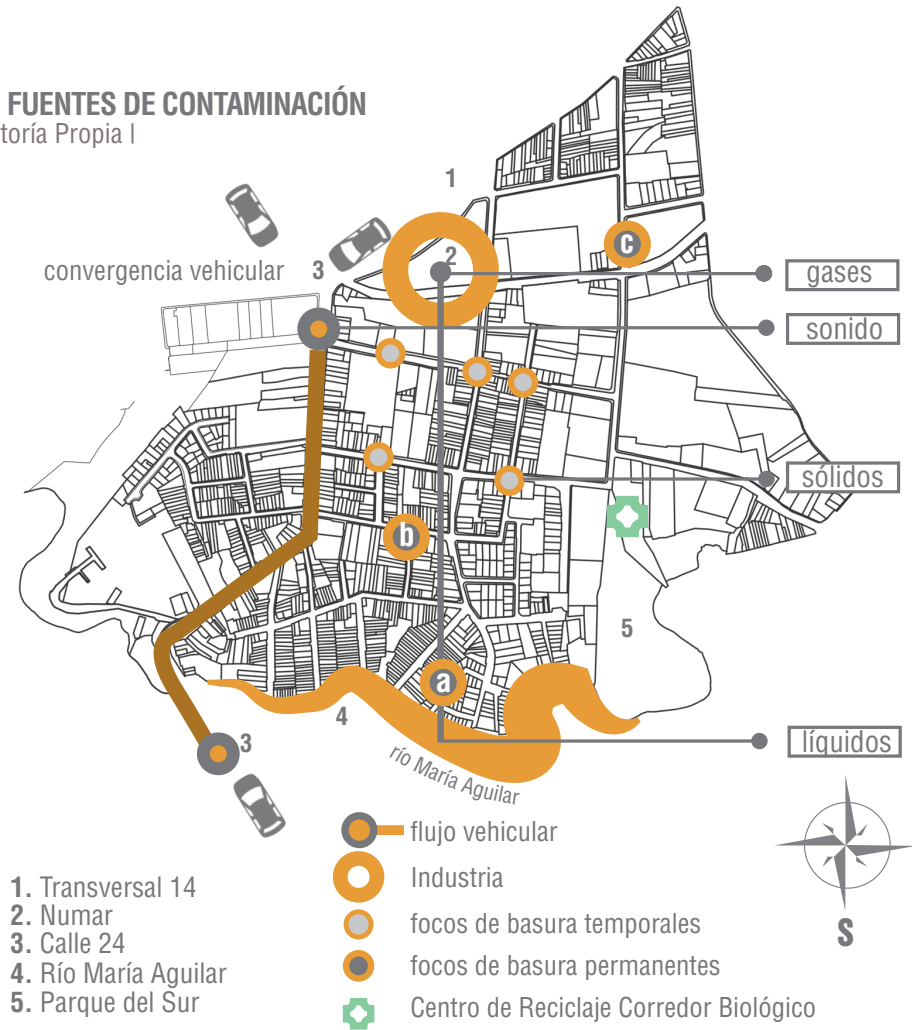 FUENTES DE CONTAMINACIÓN
toría Propia I
1
c
convergencia vehicular
3
2
gases
sonido
sólidos
b
5
a
4
3
río María Aguilar
líquidos
flujo vehicular
Industria
focos de basura temporales
focos de basura permanentes
Centro de Reciclaje Corredor Biológico
S
1. Transversal 14
2. Numar
3. Calle 24
4. Río María Aguilar
5. Parque del Sur